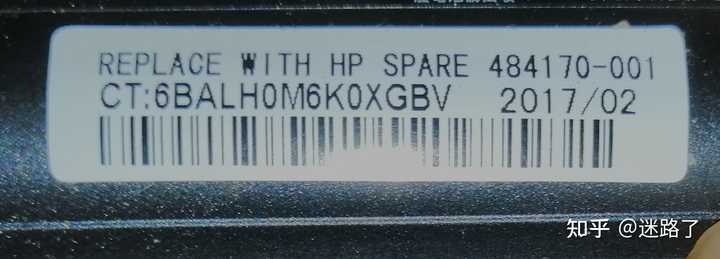 REPLACE WITH HP SPARE 484170-001
CT:6BALH0M6K0XGBV 2017/02
知乎 @迷路了